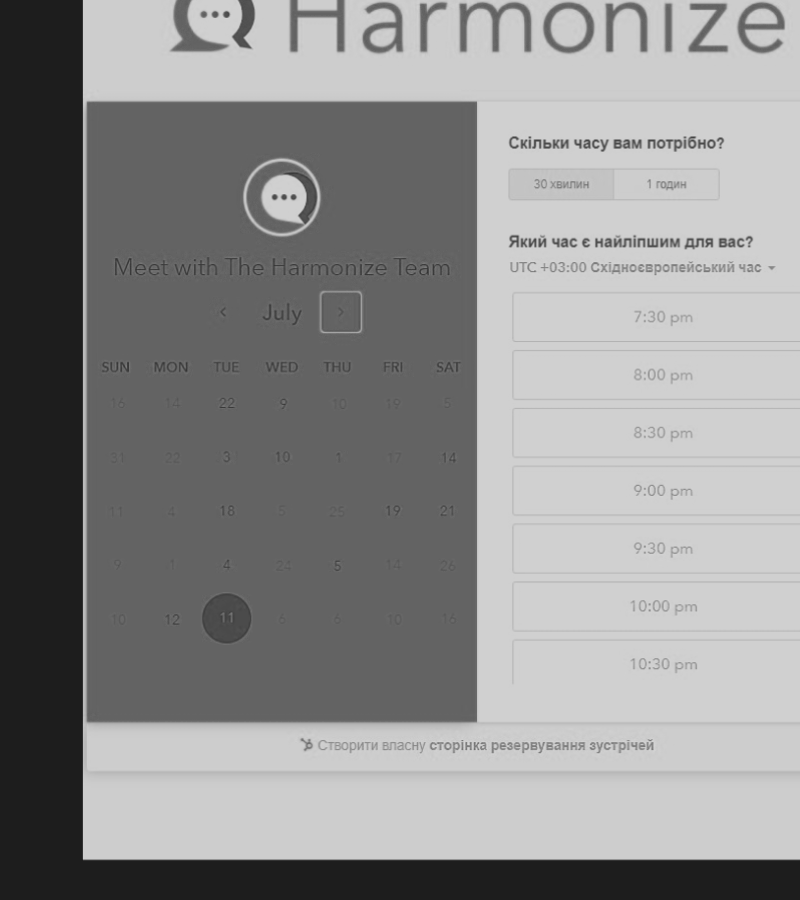 Harmonize
Meet with The Harmonize Team
July
SUN MON TUE WED THU FRI SAT
16 14 22 9 10 19 5
31 22 3 10 1 17 14
11 4 18 5 25 19 21
9 1 4 24 5 14 26
10 12 11 6 6 10 16
Скільки часу вам потрібно?
30 хвилин 1 годин
Який час є найліпшим для вас?
UTC +03:00 Східноєвропейський час
7:30 pm
8:00 pm
8:30 pm
9:00 pm
9:30 pm
10:00 pm
10:30 pm
Створити власну сторінка резервування зустрічей